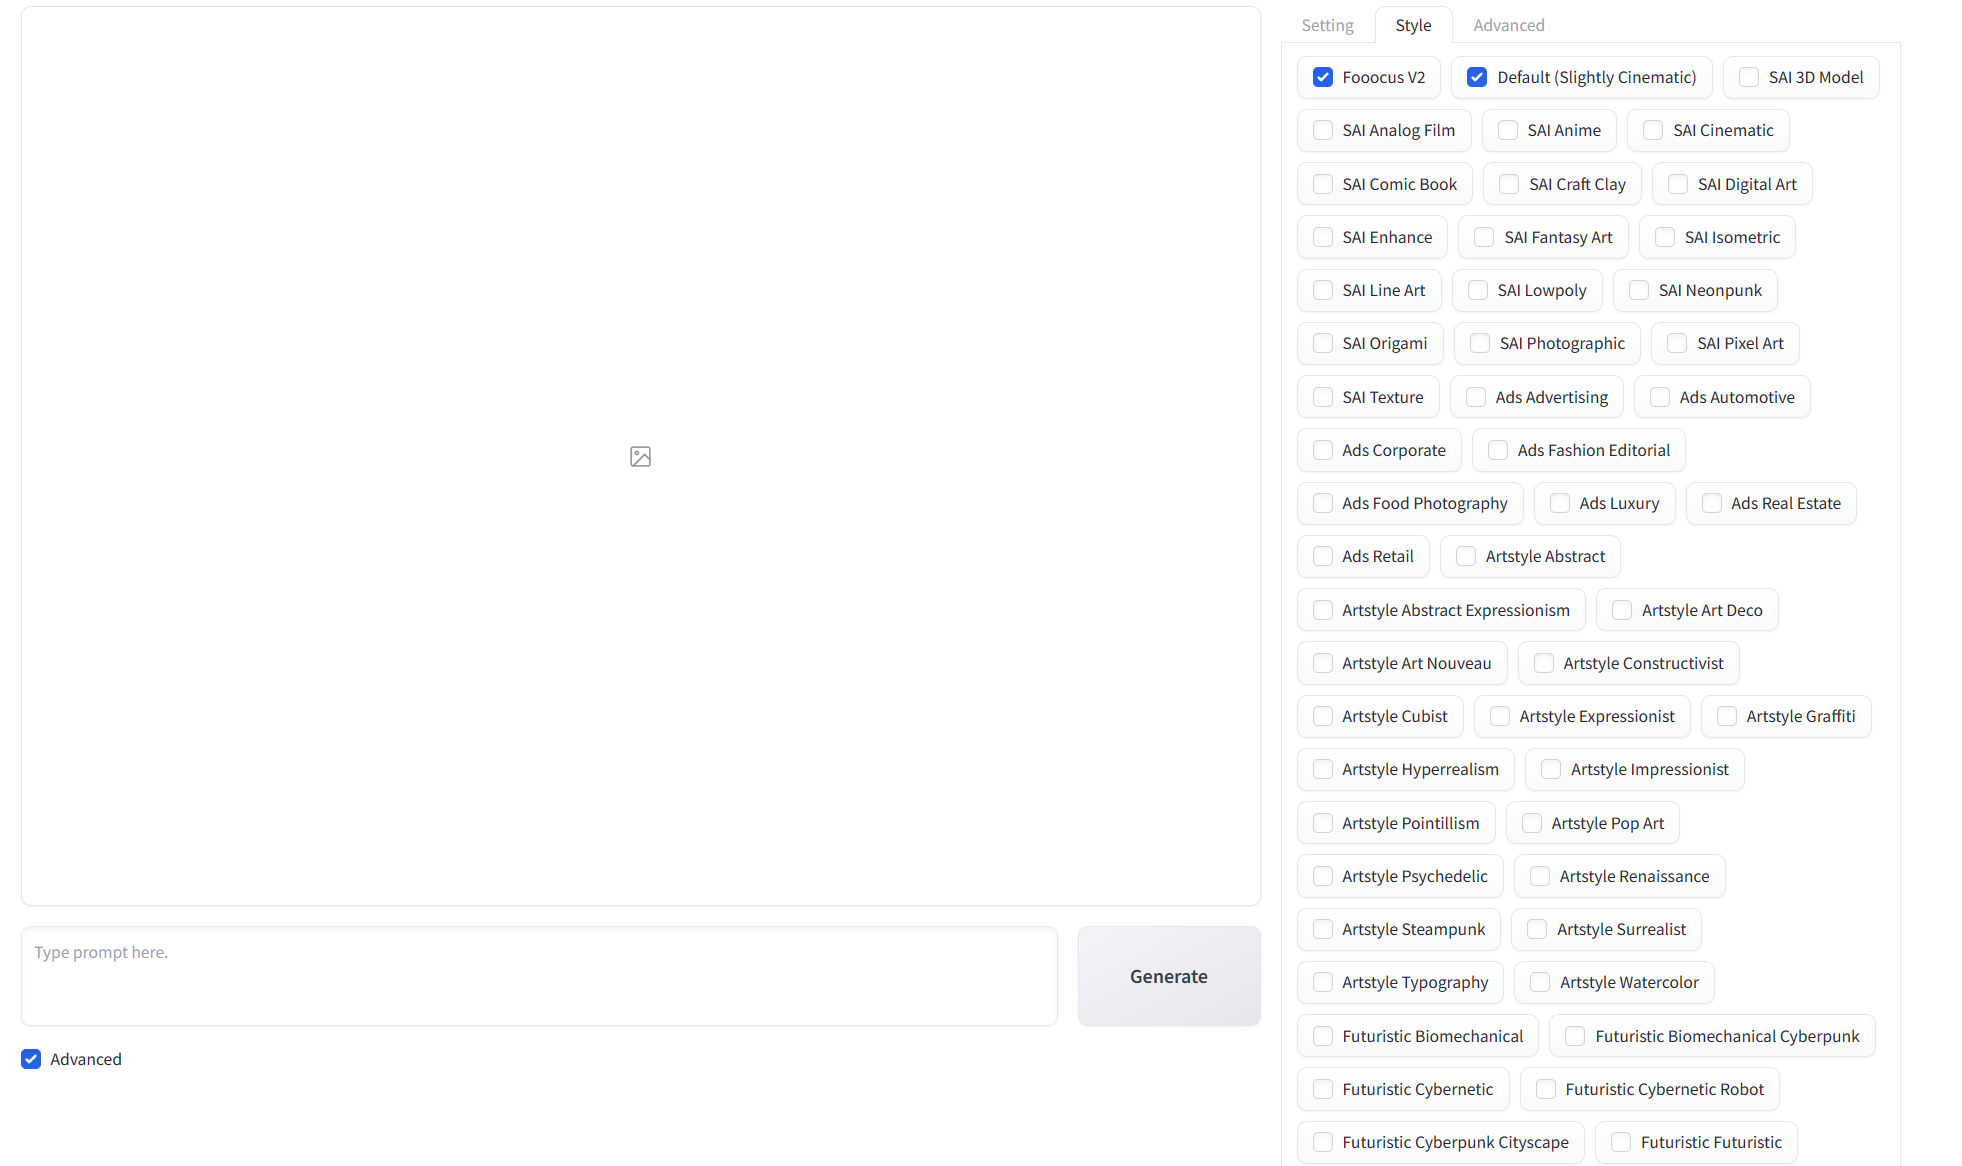 Setting Style Advanced
Fooocus V2 Default (Slightly Cinematic) SAI 3D Model
SAI Analog Film SAI Anime SAI Cinematic
SAI Comic Book SAI Craft Clay SAI Digital Art
SAI Enhance SAI Fantasy Art SAI Isometric
SAI Line Art SAI Lowpoly SAI Neonpunk
SAI Origami SAI Photographic SAI Pixel Art
SAI Texture Ads Advertising Ads Automotive
Ads Corporate Ads Fashion Editorial
Ads Food Photography Ads Luxury Ads Real Estate
Ads Retail Artstyle Abstract
Artstyle Abstract Expressionism Artstyle Art Deco
Artstyle Art Nouveau Artstyle Constructivist
Artstyle Cubist Artstyle Expressionist Artstyle Graffiti
Artstyle Hyperrealism Artstyle Impressionist
Artstyle Pointillism Artstyle Pop Art
Artstyle Psychedelic Artstyle Renaissance
Artstyle Steampunk Artstyle Surrealist
Artstyle Typography Artstyle Watercolor
Futuristic Biomechanical Futuristic Biomechanical Cyberpunk
Futuristic Cybernetic Futuristic Cybernetic Robot
Futuristic Cyberpunk Cityscape Futuristic Futuristic
Type prompt here.
Generate
Advanced